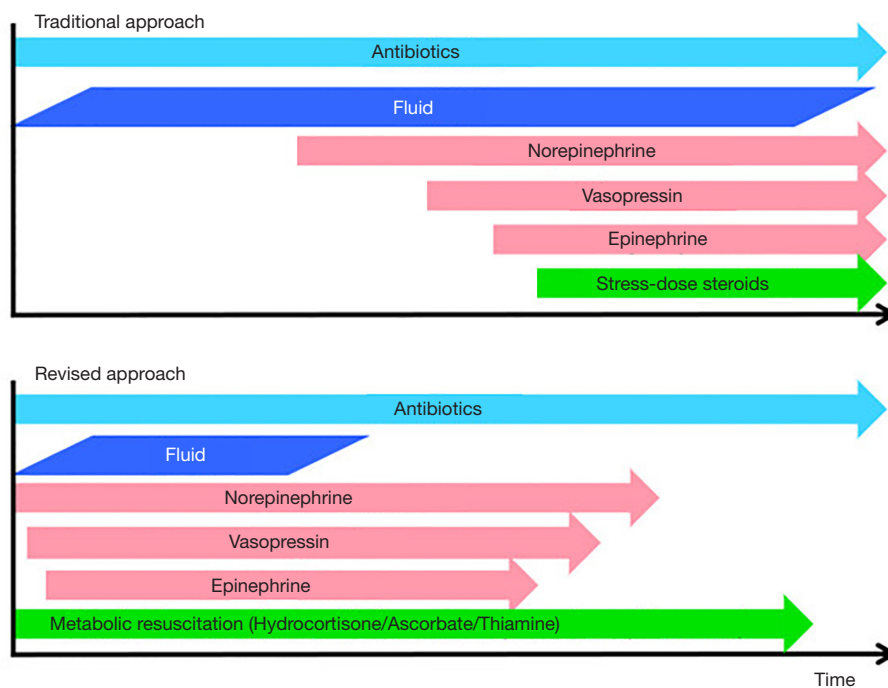 Traditional approach
Antibiotics
Fluid
Norepinephrine
Vasopressin
Epinephrine
Stress-dose steroids
Revised approach
Antibiotics
Fluid
Norepinephrine
Vasopressin
Epinephrine
Metabolic resuscitation (Hydrocortisone/Ascorbate/Thiamine)
Time